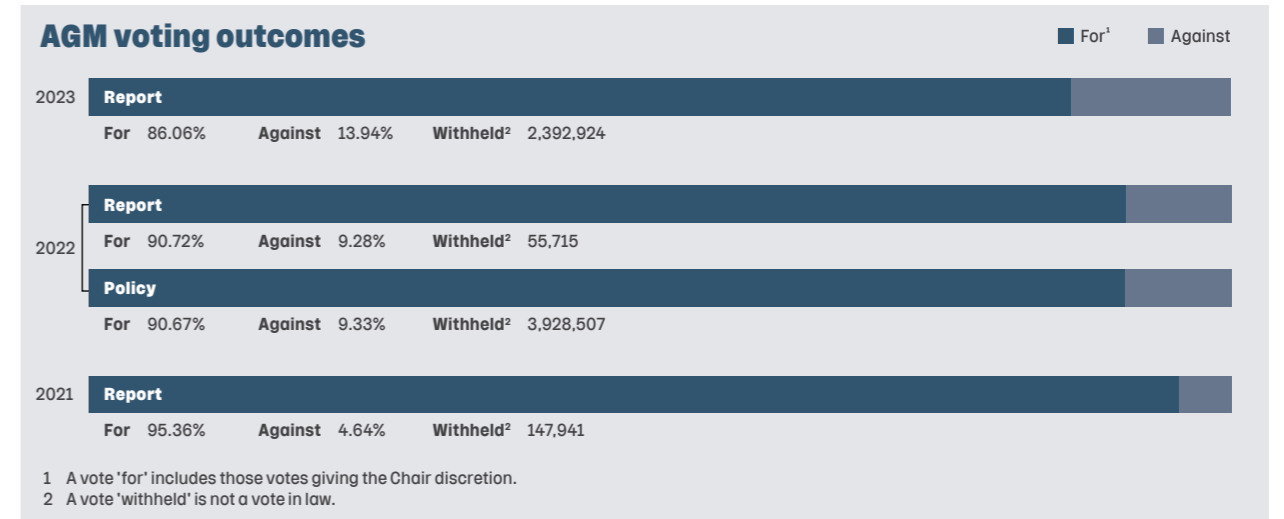 AGM voting outcomes
For¹ Against
2023 Report
For 86.06% Against 13.94% Withheld² 2,392,924
Report
2022
For 90.72% Against 9.28% Withheld² 55,715
Policy
For 90.67% Against 9.33% Withheld² 3,928,507
2021 Report
For 95.36% Against 4.64% Withheld² 147,941
1 A vote 'for' includes those votes giving the Chair discretion.
2 A vote 'withheld' is not a vote in law.